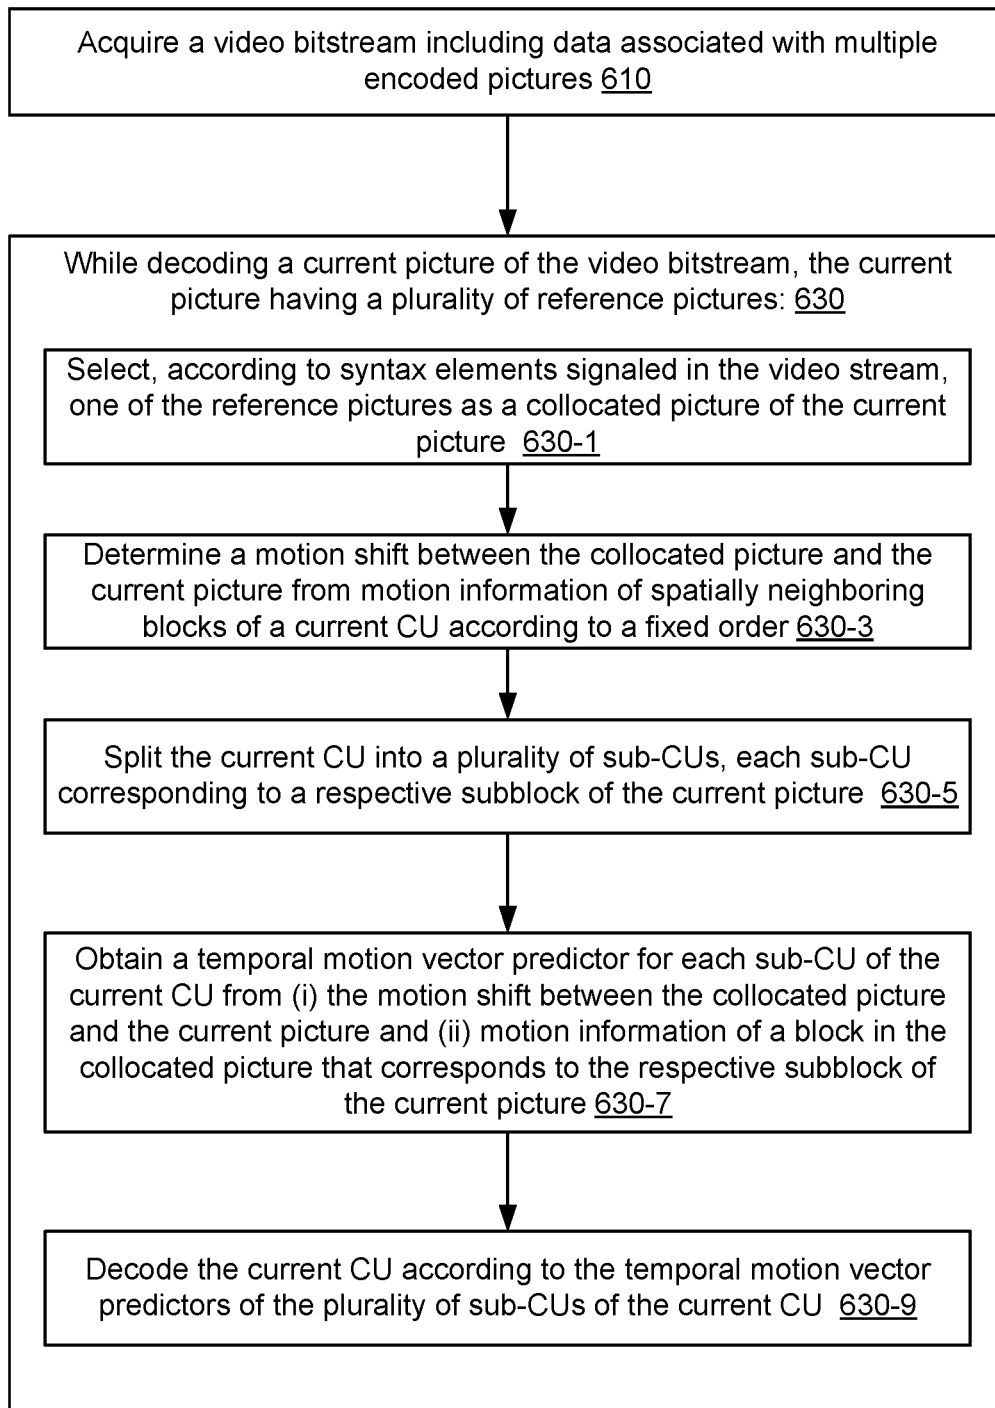 Acquire a video bitstream including data associated with multiple
encoded pictures 610
While decoding a current picture of the video bitstream, the current
picture having a plurality of reference pictures: 630
Select, according to syntax elements signaled in the video stream,
one of the reference pictures as a collocated picture of the current
picture 630-1
Determine a motion shift between the collocated picture and the
current picture from motion information of spatially neighboring
blocks of a current CU according to a fixed order 630-3
Split the current CU into a plurality of sub-CUs, each sub-CU
corresponding to a respective subblock of the current picture 630-5
Obtain a temporal motion vector predictor for each sub-CU of the
current CU from (i) the motion shift between the collocated picture
and the current picture and (ii) motion information of a block in the
collocated picture that corresponds to the respective subblock of
the current picture 630-7
Decode the current CU according to the temporal motion vector
predictors of the plurality of sub-CUs of the current CU 630-9